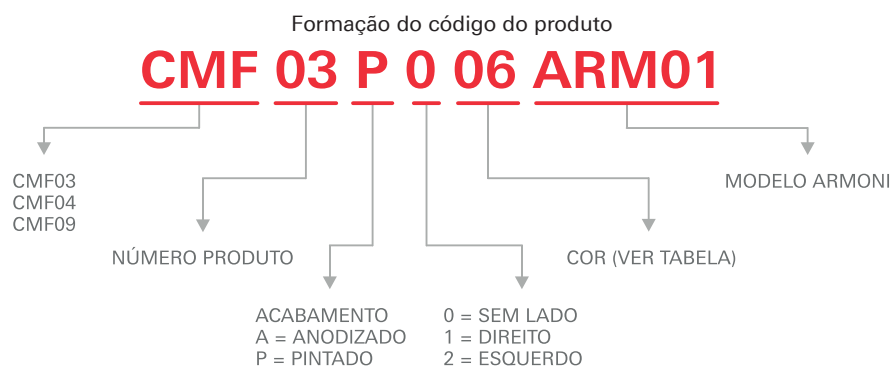 Formação do código do produto
CMF 03 P 0 06 ARM01
CMF03
CMF04
CMF09
MODELO ARMONI
NÚMERO PRODUTO
COR (VER TABELA)
ACABAMENTO
A = ANODIZADO
P = PINTADO
0 = SEM LADO
1 = DIREITO
2 = ESQUERDO